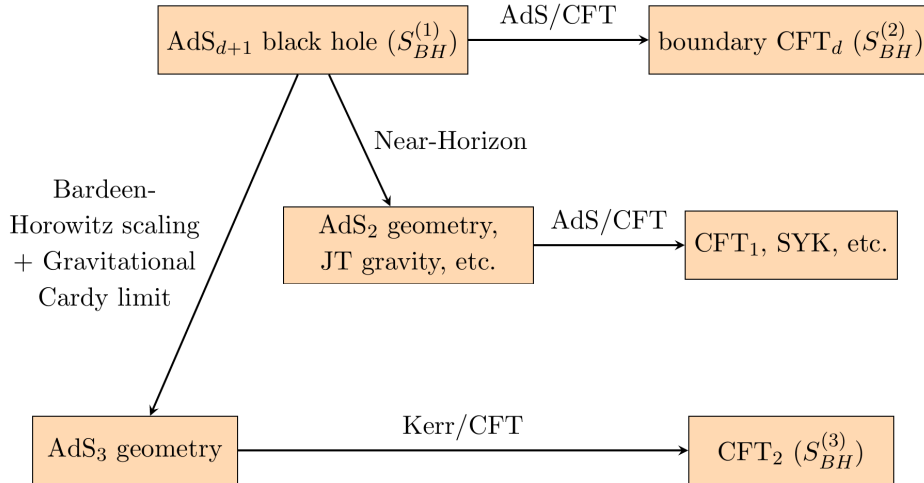 AdS/CFT
AdS_{d+1} black hole (S_{BH}^{(1)})
boundary CFT_d (S_{BH}^{(2)})
Near-Horizon
Bardeen-
Horowitz scaling
+ Gravitational
Cardy limit
AdS_2 geometry,
JT gravity, etc.
AdS/CFT
CFT_1, SYK, etc.
AdS_3 geometry
Kerr/CFT
CFT_2 (S_{BH}^{(3)})